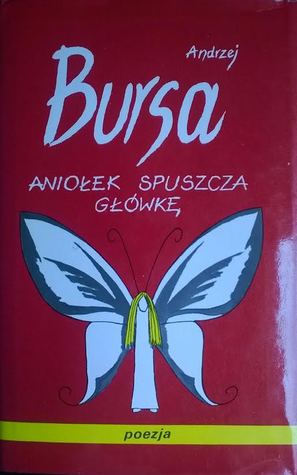 Andrzej
Bursa
ANIOŁEK SPUSZCZA
GŁÓWKĘ
poezja